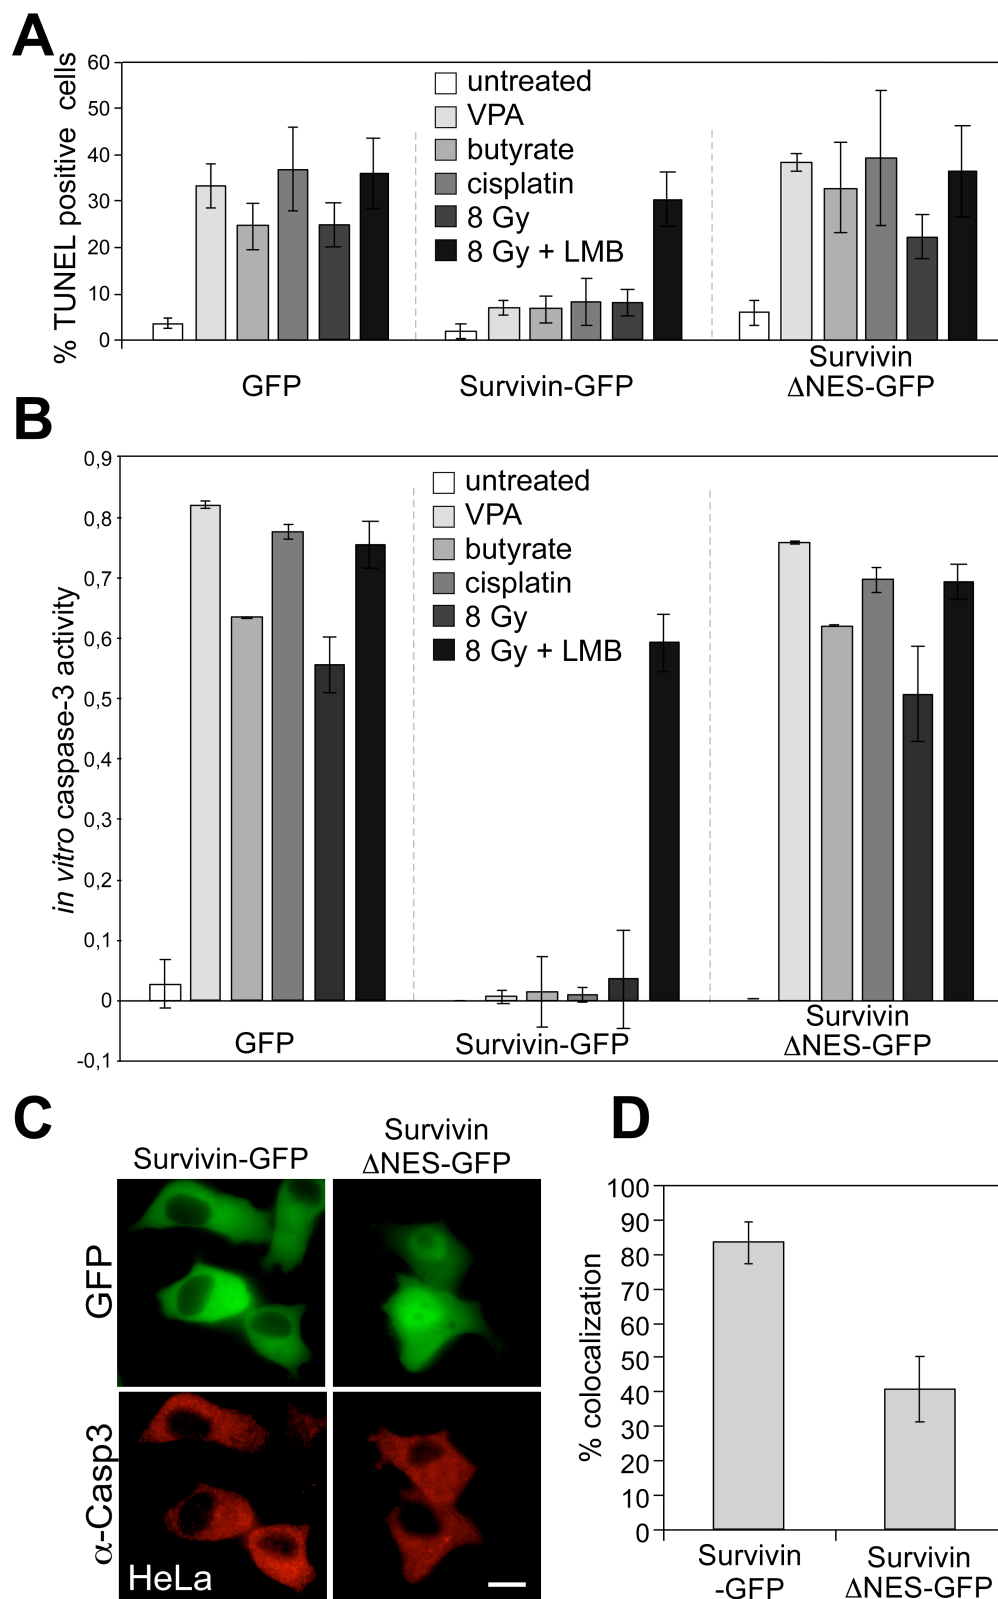 A
% TUNEL positive cells
60
50
40
30
20
10
0
untreated
VPA
butyrate
cisplatin
8 Gy
8 Gy + LMB
GFP
Survivin-GFP
Survivin
ΔNES-GFP
B
in vitro caspase-3 activity
0,9
0,8
0,7
0,6
0,5
0,4
0,3
0,2
0,1
0
-0,1
untreated
VPA
butyrate
cisplatin
8 Gy
8 Gy + LMB
GFP
Survivin-GFP
Survivin
ΔNES-GFP
C
Survivin-GFP
Survivin
ΔNES-GFP
GFP
α-Casp3
HeLa
D
% colocalization
100
90
80
70
60
50
40
30
20
10
0
Survivin
-GFP
Survivin
ΔNES-GFP